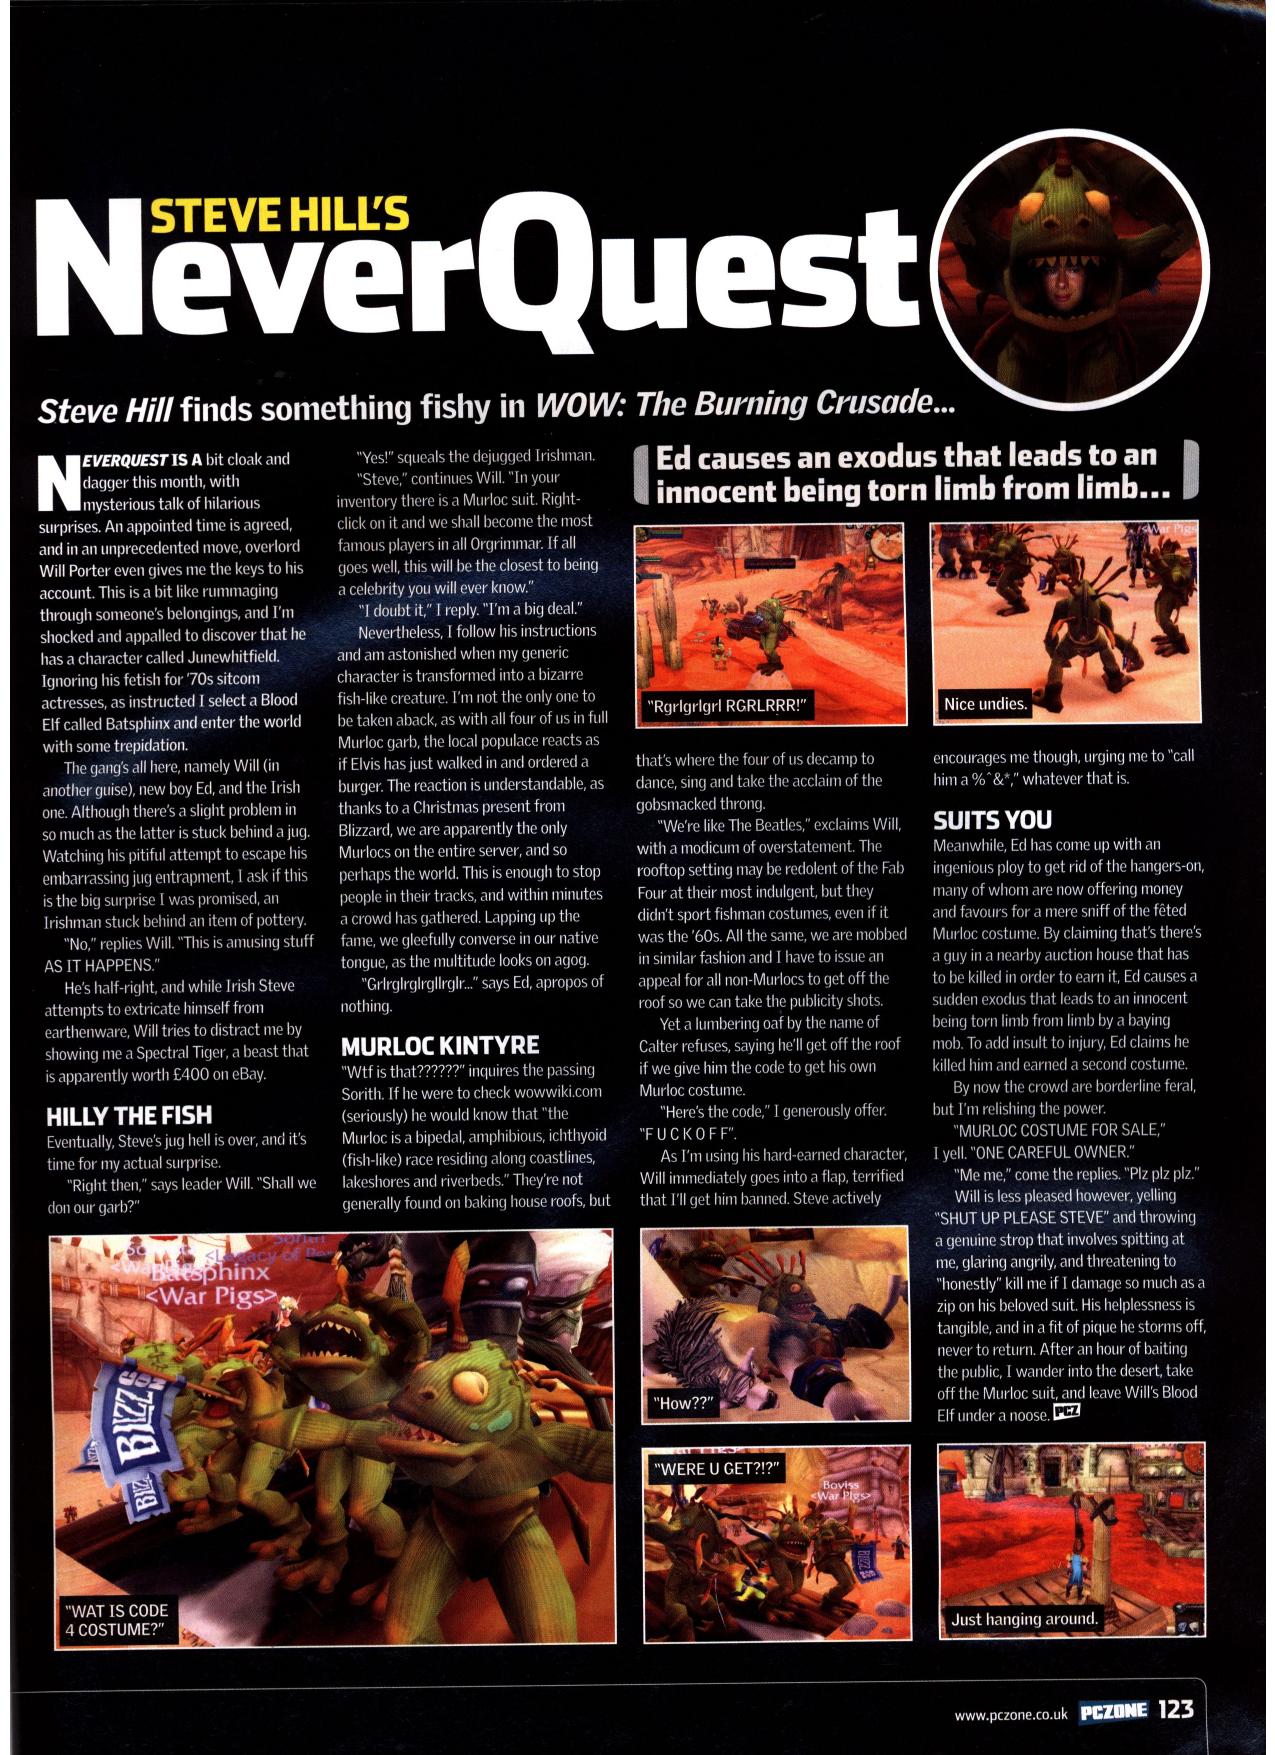 STEVE HILL'S
NeverQuest
Steve Hill finds something fishy in WOW: The Burning Crusade...
NEVERQUEST IS A bit cloak and
dagger this month, with
mysterious talk of hilarious
surprises. An appointed time is agreed,
and in an unprecedented move, overlord
Will Porter even gives me the keys to his
account. This is a bit like rummaging
through someone's belongings, and I'm
shocked and appalled to discover that he
has a character called Junewhitfield.
Ignoring his fetish for '70s sitcom
actresses, as instructed I select a Blood
Elf called Batsphinx and enter the world
with some trepidation.
The gang's all here, namely Will (in
another guise), new boy Ed, and the Irish
one. Although there's a slight problem in
so much as the latter is stuck behind a jug.
Watching his pitiful attempt to escape his
embarrassing jug entrapment, I ask if this
is the big surprise I was promised, an
Irishman stuck behind an item of pottery.
"No," replies Will. "This is amusing stuff
AS IT HAPPENS."
He's half-right, and while Irish Steve
attempts to extricate himself from
earthenware, Will tries to distract me by
showing me a Spectral Tiger, a beast that
is apparently worth £400 on eBay.
HILLY THE FISH
Eventually, Steve's jug hell is over, and it's
time for my actual surprise.
"Right then," says leader Will. "Shall we
don our garb?"
"Yes!" squeals the dejugged Irishman.
"Steve," continues Will. "In your
inventory there is a Murloc suit. Right-
click on it and we shall become the most
famous players in all Orgrimmar. If all
goes well, this will be the closest to being
a celebrity you will ever know."
"I doubt it," I reply. "I'm a big deal."
Nevertheless, I follow his instructions
and am astonished when my generic
character is transformed into a bizarre
fish-like creature. I'm not the only one to
be taken aback, as with all four of us in full
Murloc garb, the local populace reacts as
if Elvis has just walked in and ordered a
burger. The reaction is understandable, as
thanks to a Christmas present from
Blizzard, we are apparently the only
Murlocs on the entire server, and so
perhaps the world. This is enough to stop
people in their tracks, and within minutes
a crowd has gathered. Lapping up the
fame, we gleefully converse in our native
tongue, as the multitude looks on agog.
"Grlrglrglrgllrglr..." says Ed, apropos of
nothing.
MURLOC KINTYRE
"Wtf is that??????" inquires the passing
Sorith. If he were to check wowwiki.com
(seriously) he would know that "the
Murloc is a bipedal, amphibious, ichthyoid
(fish-like) race residing along coastlines,
lakeshores and riverbeds." They're not
generally found on baking house roofs, but
Ed causes an exodus that leads to an
innocent being torn limb from limb...
"Rgrlgrlgrl RGRLRRR!"
<War Pigs
Nice undies.
that's where the four of us decamp to
dance, sing and take the acclaim of the
gobsmacked throng.
"We're like The Beatles," exclaims Will,
with a modicum of overstatement. The
rooftop setting may be redolent of the Fab
Four at their most indulgent, but they
didn't sport fishman costumes, even if it
was the '60s. All the same, we are mobbed
in similar fashion and I have to issue an
appeal for all non-Murlocs to get off the
roof so we can take the publicity shots.
Yet a lumbering oaf by the name of
Calter refuses, saying he'll get off the roof
if we give him the code to get his own
Murloc costume.
"Here's the code," I generously offer.
"F U C K O F F".
As I'm using his hard-earned character,
Will immediately goes into a flap, terrified
that I'll get him banned. Steve actively
encourages me though, urging me to "call
him a %^&*," whatever that is.
SUITS YOU
Meanwhile, Ed has come up with an
ingenious ploy to get rid of the hangers-on,
many of whom are now offering money
and favours for a mere sniff of the fêted
Murloc costume. By claiming that's there's
a guy in a nearby auction house that has
to be killed in order to earn it, Ed causes a
sudden exodus that leads to an innocent
being torn limb from limb by a baying
mob. To add insult to injury, Ed claims he
killed him and earned a second costume.
By now the crowd are borderline feral,
but I'm relishing the power.
"MURLOC COSTUME FOR SALE,"
I yell. "ONE CAREFUL OWNER."
"Me me," come the replies. "Plz plz plz."
Will is less pleased however, yelling
"SHUT UP PLEASE STEVE" and throwing
a genuine strop that involves spitting at
me, glaring angrily, and threatening to
"honestly" kill me if I damage so much as a
zip on his beloved suit. His helplessness is
tangible, and in a fit of pique he storms off,
never to return. After an hour of baiting
the public, I wander into the desert, take
off the Murloc suit, and leave Will's Blood
Elf under a noose. PCZ
Sorith
<Legacy of
Batsphinx
<War Pigs>
BLIZZ
CON
BLIZ
"WAT IS CODE
4 COSTUME?"
"How??"
"WERE U GET?!?"
Boviss
<War Pigs>
BLIZZ
Just hanging around.
www.pczone.co.uk PCZONE 123